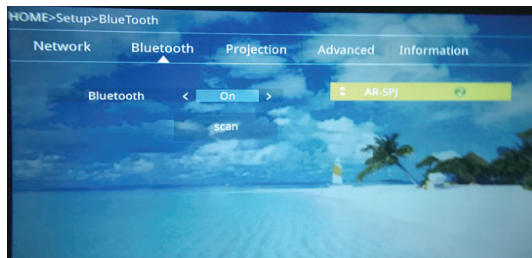 HOME>Setup>BlueTooth
Network Bluetooth Projection Advanced Information
Bluetooth < On > AR-SPJ
scan